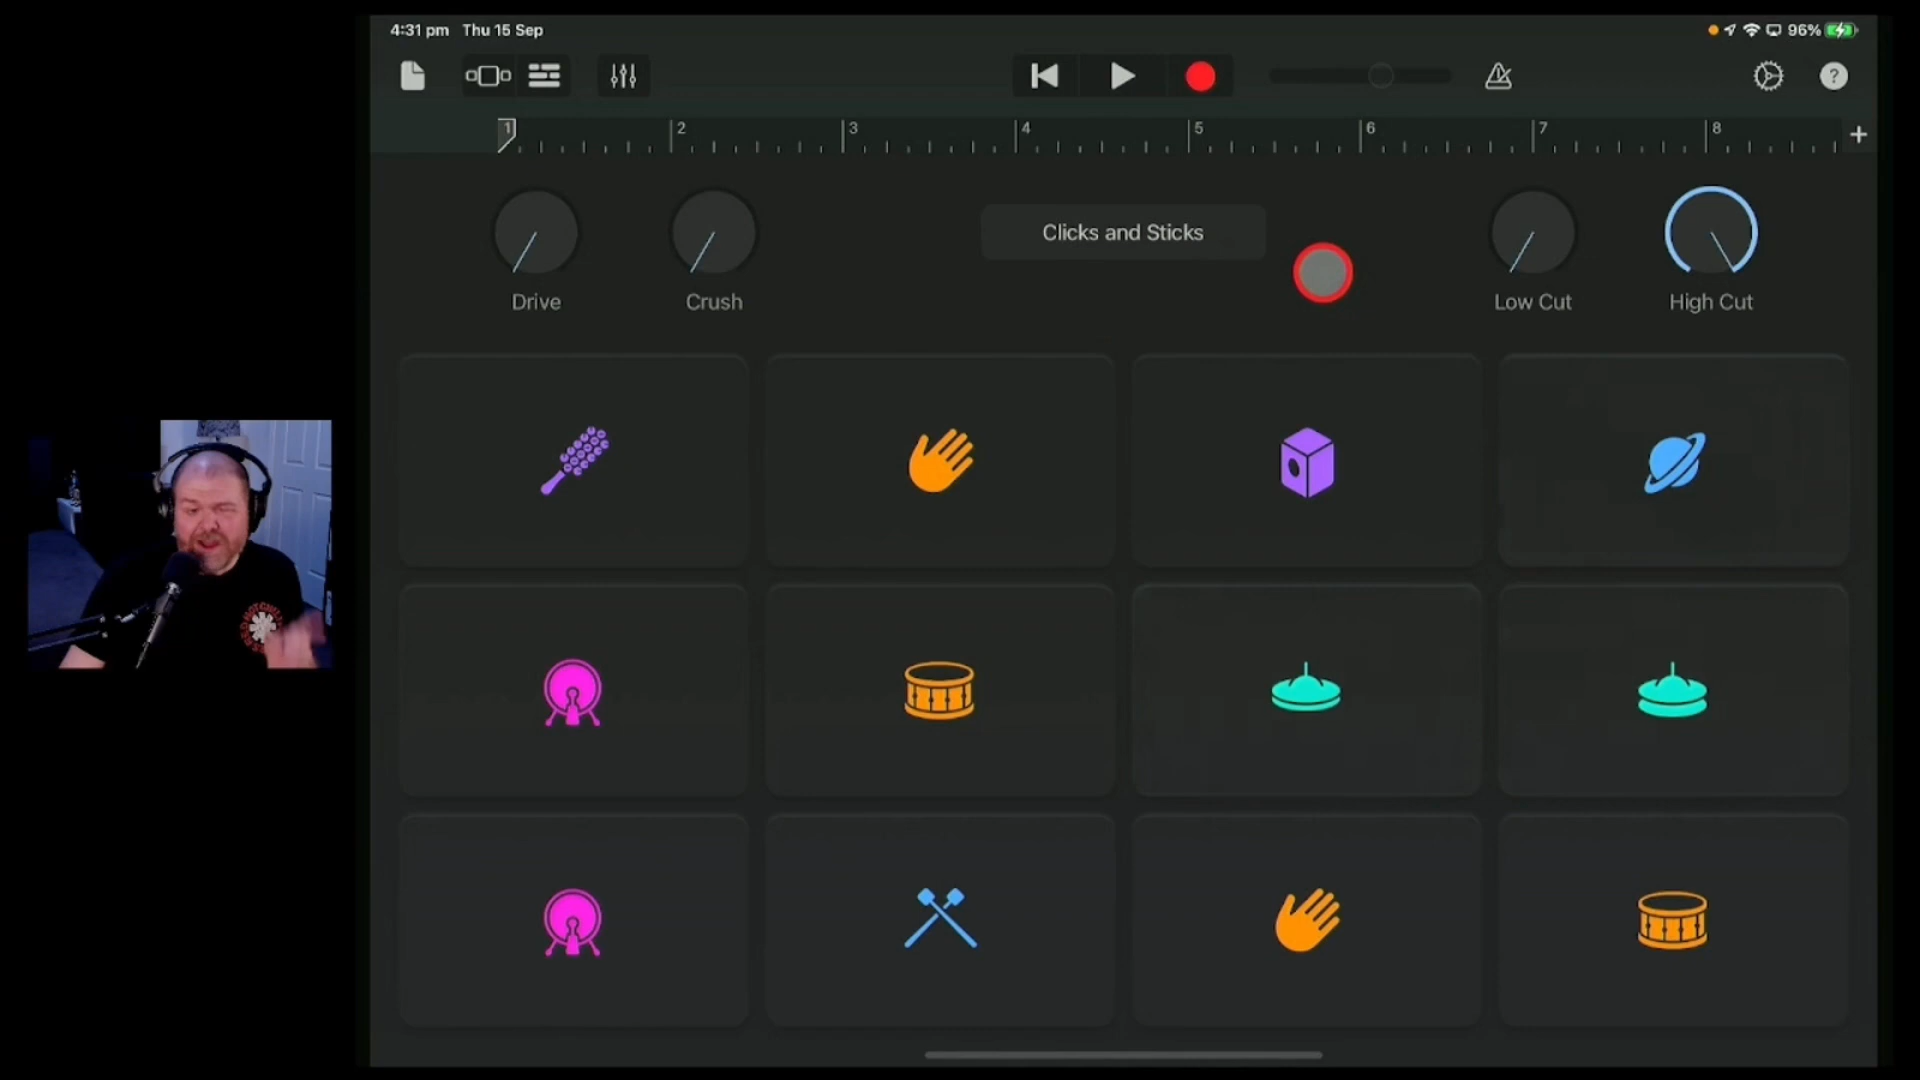 4:31 pm Thu 15 Sep
96%
?
1 2 3 4 5 6 7 8 +
Clicks and Sticks
Drive Crush Low Cut High Cut